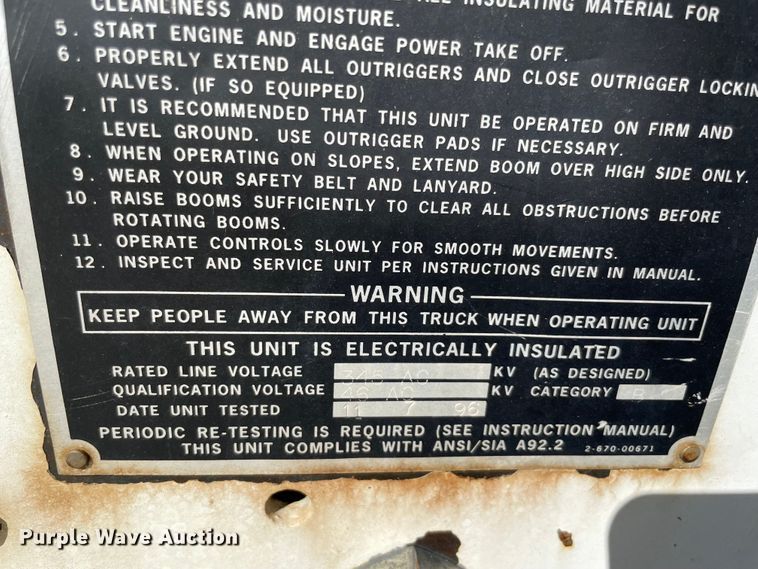 INSULATING MATERIAL FOR
CLEANLINESS AND MOISTURE.
5. START ENGINE AND ENGAGE POWER TAKE OFF.
6. PROPERLY EXTEND ALL OUTRIGGERS AND CLOSE OUTRIGGER LOCKIN
VALVES. (IF SO EQUIPPED)
7. IT IS RECOMMENDED THAT THIS UNIT BE OPERATED ON FIRM AND
LEVEL GROUND. USE OUTRIGGER PADS IF NECESSARY.
8. WHEN OPERATING ON SLOPES, EXTEND BOOM OVER HIGH SIDE ONLY.
9. WEAR YOUR SAFETY BELT AND LANYARD.
10. RAISE BOOMS SUFFICIENTLY TO CLEAR ALL OBSTRUCTIONS BEFORE
ROTATING BOOMS.
11. OPERATE CONTROLS SLOWLY FOR SMOOTH MOVEMENTS.
12. INSPECT AND SERVICE UNIT PER INSTRUCTIONS GIVEN IN MANUAL.
WARNING
KEEP PEOPLE AWAY FROM THIS TRUCK WHEN OPERATING UNIT
THIS UNIT IS ELECTRICALLY INSULATED
RATED LINE VOLTAGE 345 AC KV (AS DESIGNED)
QUALIFICATION VOLTAGE 46 AC KV CATEGORY B
DATE UNIT TESTED 11 7 96
PERIODIC RE-TESTING IS REQUIRED (SEE INSTRUCTION MANUAL)
THIS UNIT COMPLIES WITH ANSI/SIA A92.2 2-670-00671
Purple Wave Auction